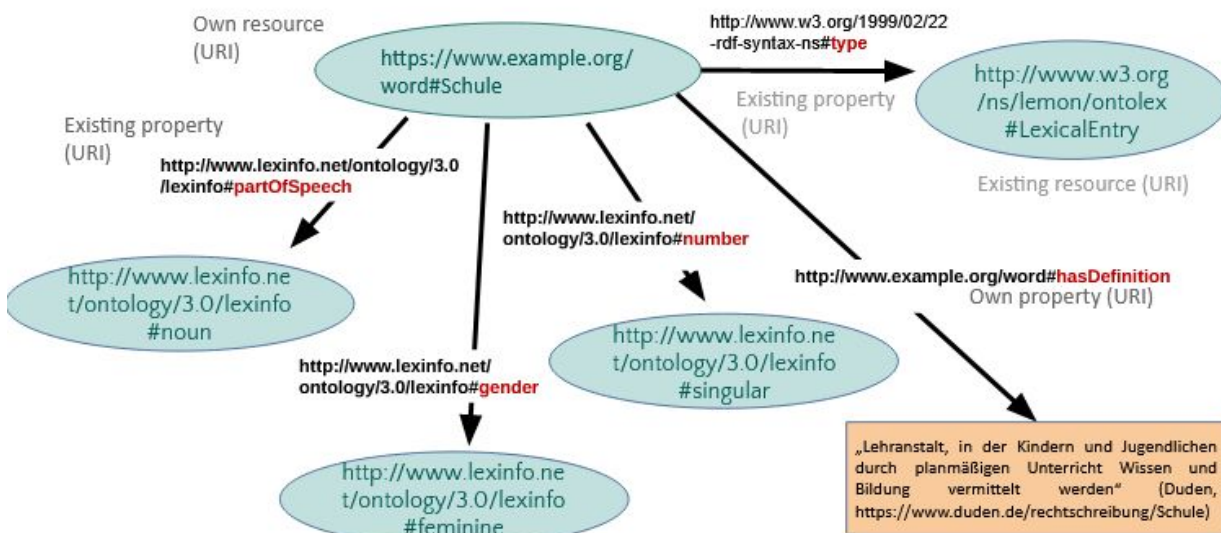 Own resource
(URI)
https://www.example.org/
word#Schule
http://www.w3.org/1999/02/22
-rdf-syntax-ns#type
Existing property
(URI)
http://www.w3.org
/ns/lemon/ontolex
#LexicalEntry
Existing resource (URI)
Existing property
(URI)
http://www.lexinfo.net/ontology/3.0
/lexinfo#partOfSpeech
http://www.lexinfo.ne
t/ontology/3.0/lexinfo
#noun
http://www.lexinfo.net/
ontology/3.0/lexinfo#number
http://www.lexinfo.ne
t/ontology/3.0/lexinfo
#singular
http://www.example.org/word#hasDefinition
Own property (URI)
http://www.lexinfo.net/
ontology/3.0/lexinfo#gender
http://www.lexinfo.ne
t/ontology/3.0/lexinfo
#feminine
„Lehranstalt, in der Kindern und Jugendlichen
durch planmäßigen Unterricht Wissen und
Bildung vermittelt werden“ (Duden,
https://www.duden.de/rechtschreibung/Schule)